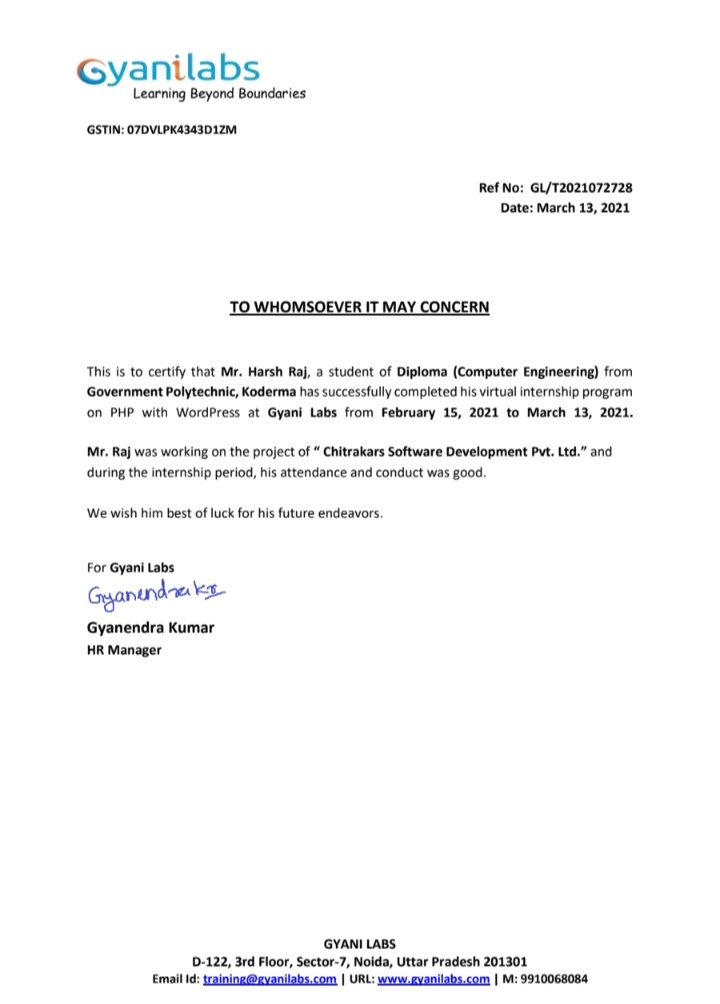 Gyanilabs
Learning Beyond Boundaries
GSTIN: 07DVLPK4343D1ZM
Ref No: GL/T2021072728
Date: March 13, 2021
TO WHOMSOEVER IT MAY CONCERN
This is to certify that Mr. Harsh Raj, a student of Diploma (Computer Engineering) from
Government Polytechnic, Koderma has successfully completed his virtual internship program
on PHP with WordPress at Gyani Labs from February 15, 2021 to March 13, 2021.
Mr. Raj was working on the project of “ Chitrakars Software Development Pvt. Ltd.” and
during the internship period, his attendance and conduct was good.
We wish him best of luck for his future endeavors.
For Gyani Labs
Gyanendra Kumar
HR Manager
GYANI LABS
D-122, 3rd Floor, Sector-7, Noida, Uttar Pradesh 201301
Email Id: training@gyanilabs.com | URL: www.gyanilabs.com | M: 9910068084